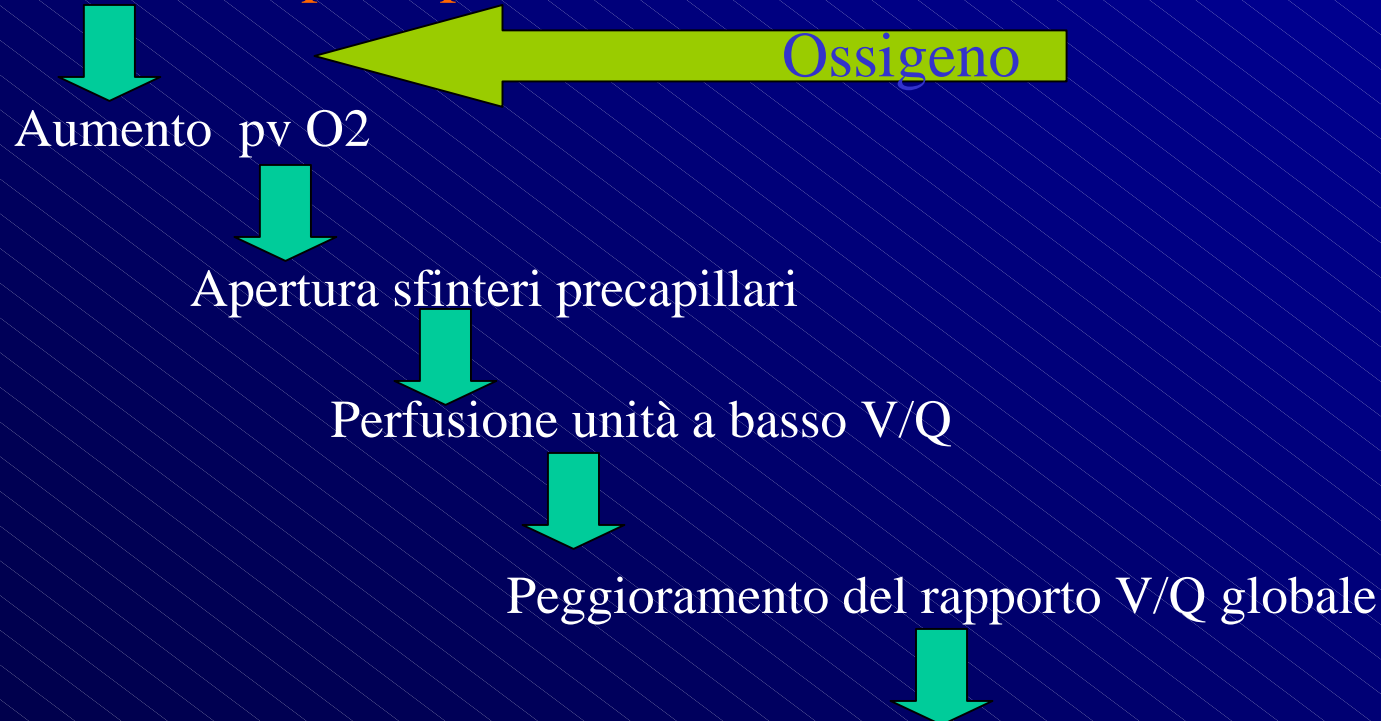 Ossigeno
Aumento pv O2
Apertura sfinteri precapillari
Perfusione unità a basso V/Q
Peggioramento del rapporto V/Q globale